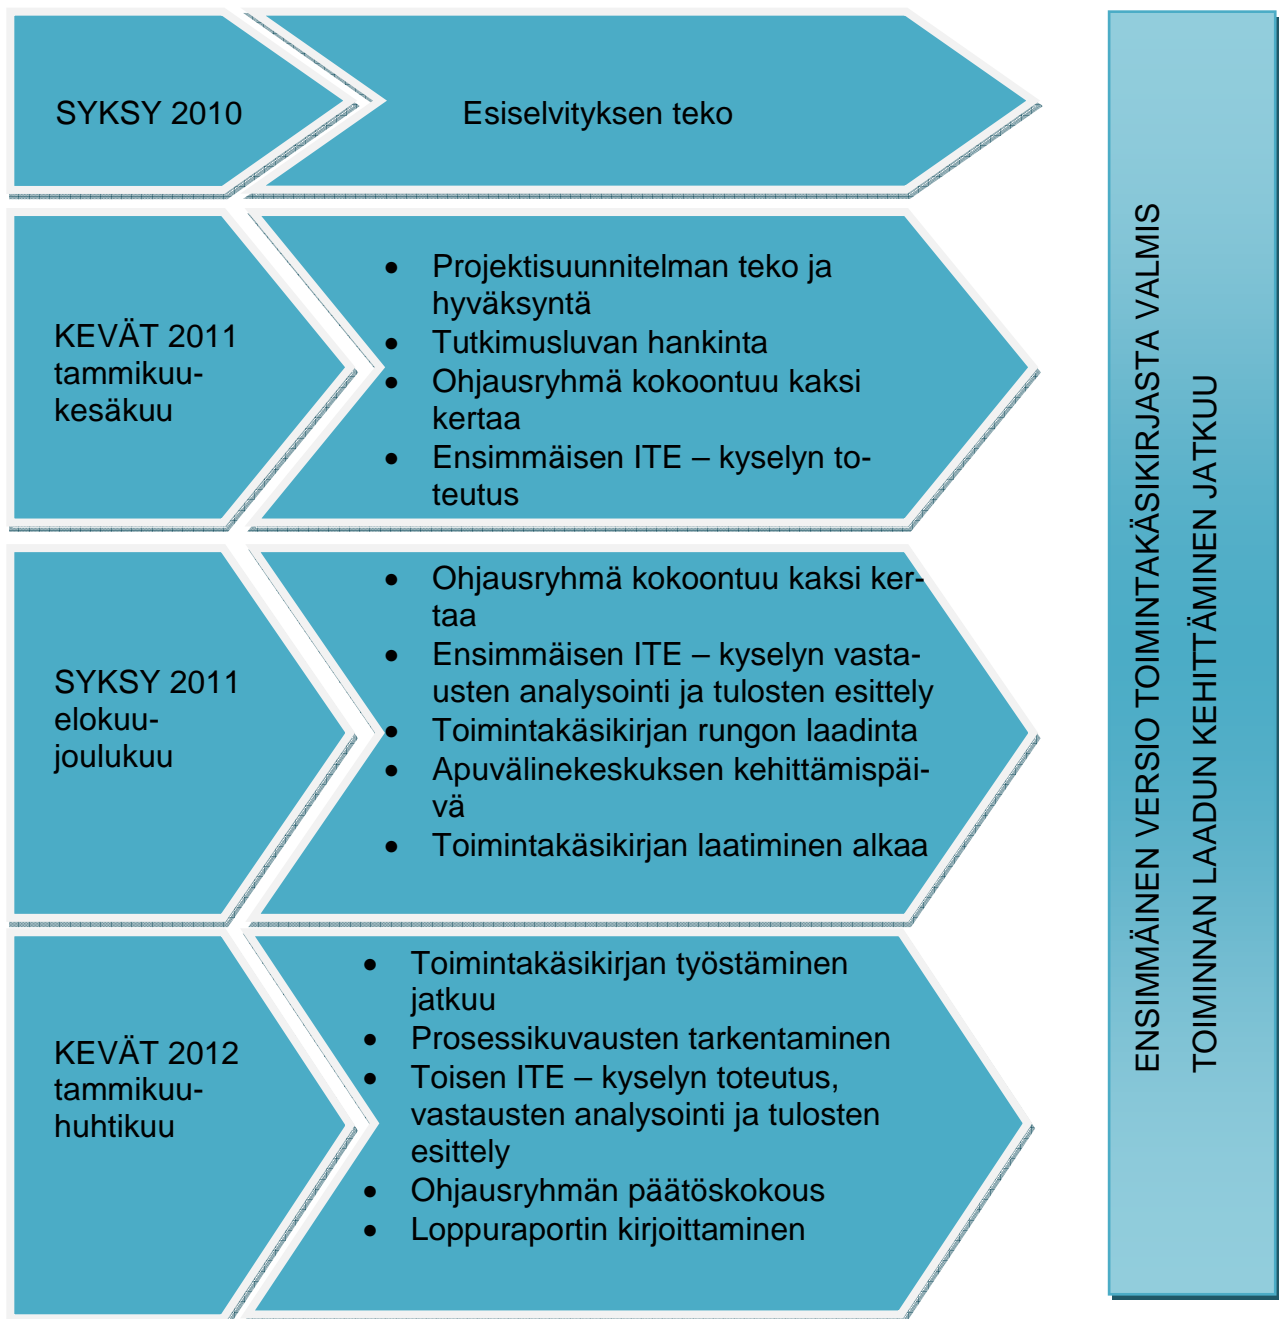 SYKSY 2010
Esiselvityksen teko
KEVÄT 2011
tammikuu-
kesäkuu
• Projektisuunnitelman teko ja
hyväksyntä
• Tutkimusluvan hankinta
• Ohjausryhmä kokoontuu kaksi
kertaa
• Ensimmäisen ITE – kyselyn to-
teutus
SYKSY 2011
elokuu-
joulukuu
• Ohjausryhmä kokoontuu kaksi ker-
taa
• Ensimmäisen ITE – kyselyn vasta-
usten analysointi ja tulosten esittely
• Toimintakäsikirjan rungon laadinta
• Apuvälinekeskuksen kehittämispäi-
vä
• Toimintakäsikirjan laatiminen alkaa
KEVÄT 2012
tammikuu-
huhtikuu
• Toimintakäsikirjan työstäminen
jatkuu
• Prosessikuvausten tarkentaminen
• Toisen ITE – kyselyn toteutus,
vastausten analysointi ja tulosten
esittely
• Ohjausryhmän päätöskokous
• Loppuraportin kirjoittaminen
ENSIMMÄINEN VERSIO TOIMINTAKÄSIKIRJASTA VALMIS
TOIMINNAN LAADUN KEHITTÄMINEN JATKUU